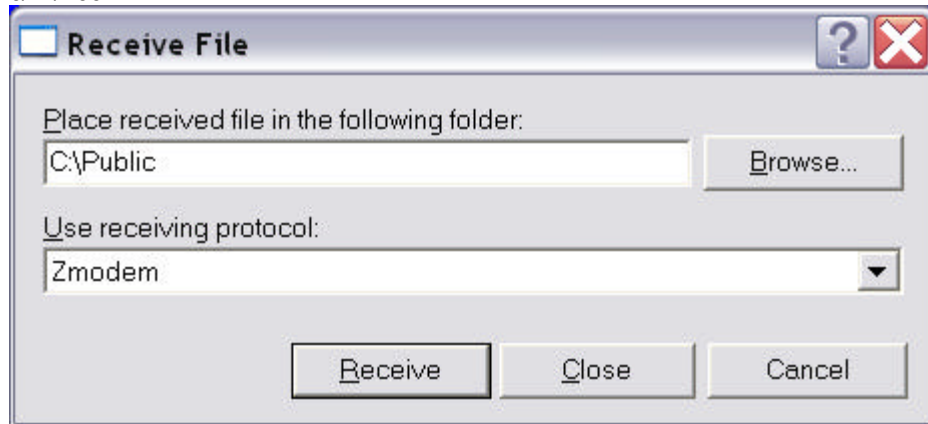 Receive File
Place received file in the following folder:
C:\Public
Browse...
Use receiving protocol:
Zmodem
Receive Close Cancel